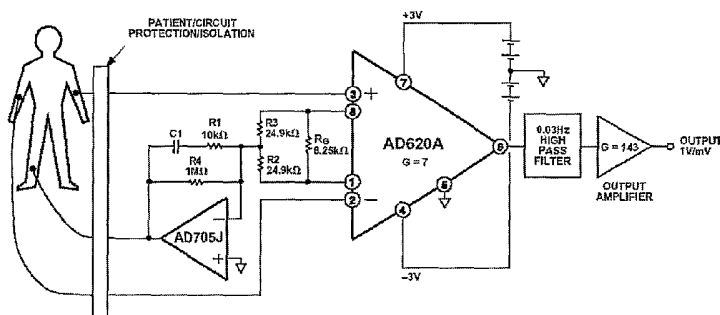 PATIENT/CIRCUIT
PROTECTION/ISOLATION
+3V
C1
R1
10kΩ
R4
1MΩ
R3
24.9kΩ
R2
24.9kΩ
RG
8.25kΩ
3
8
1
2
+
−
7
AD620A
G = 7
6
5
4
−3V
0.03Hz
HIGH
PASS
FILTER
G = 143
OUTPUT
AMPLIFIER
OUTPUT
1V/mV
AD705J
−
+